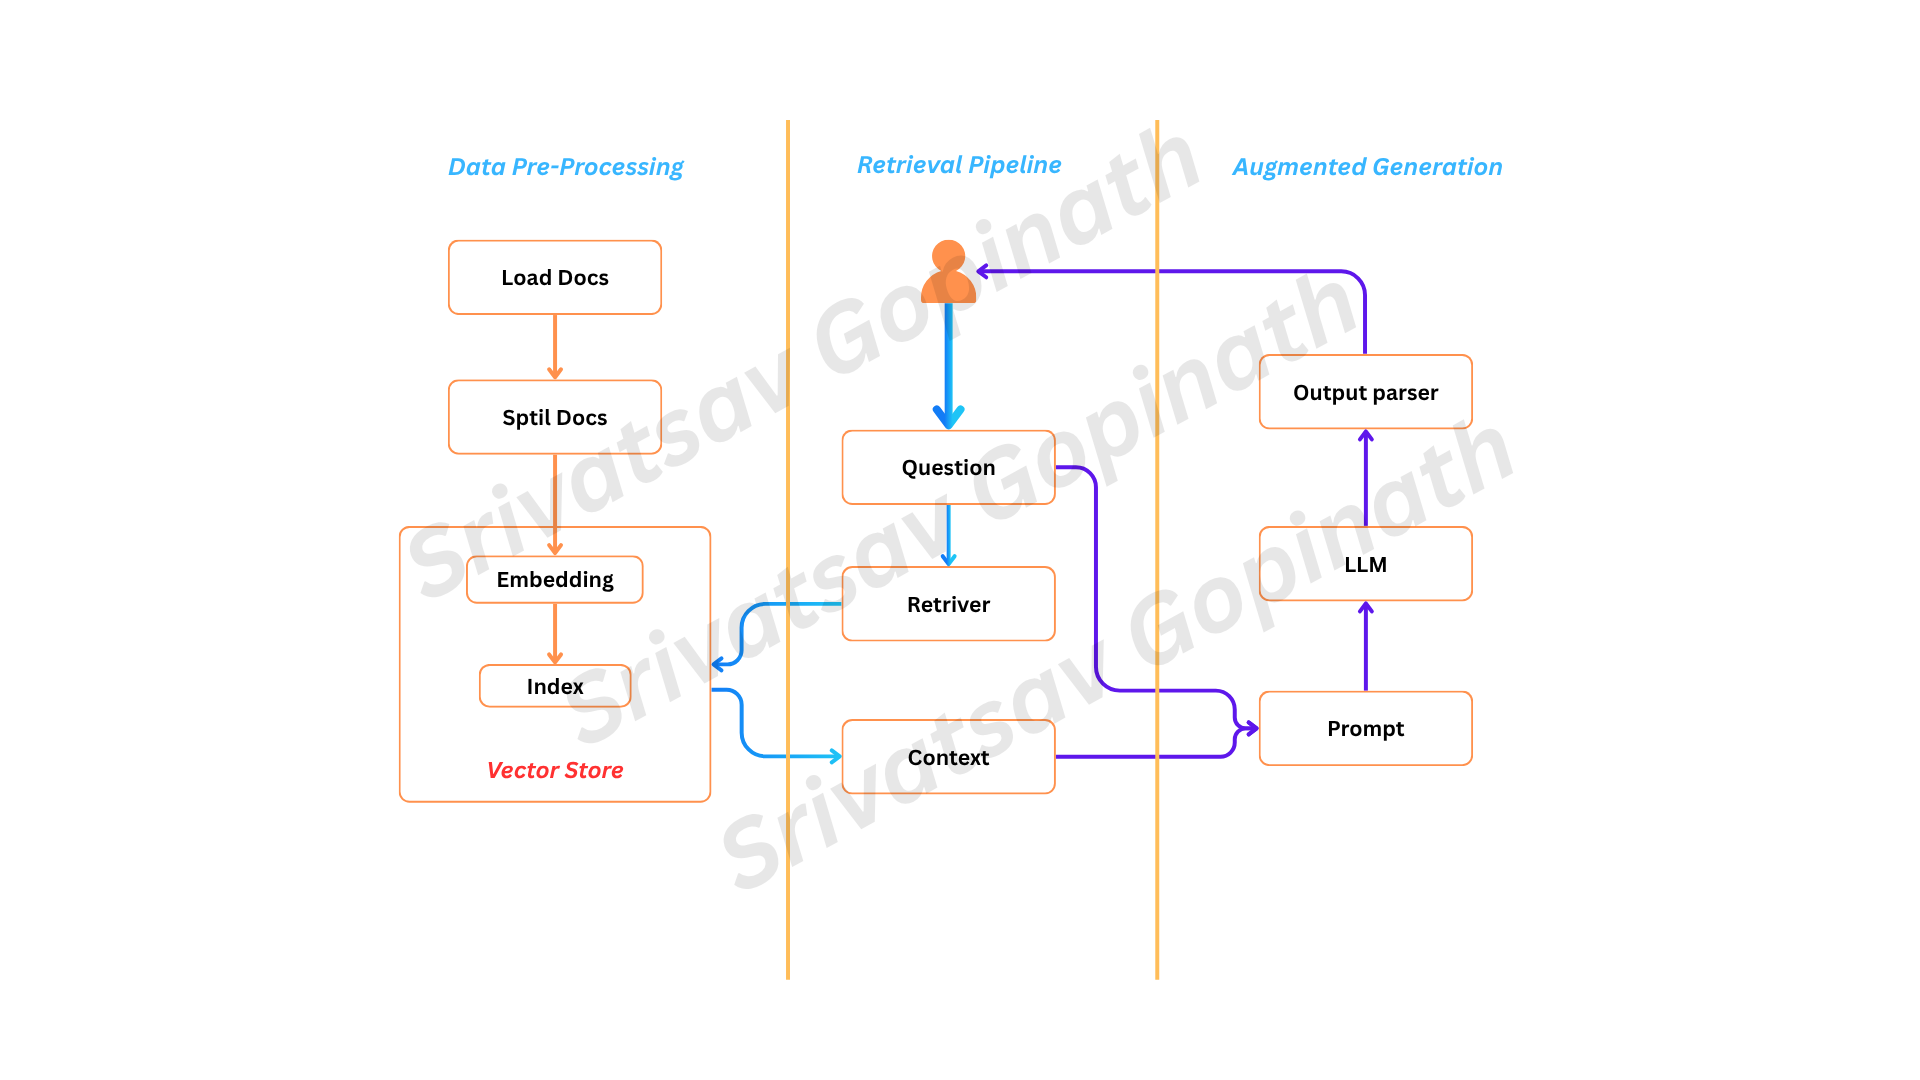 Data Pre-Processing
Retrieval Pipeline
Augmented Generation
Load Docs
Sptil Docs
Embedding
Index
Vector Store
Question
Retriver
Context
Output parser
LLM
Prompt
Srivatsav Gopinath
Srivatsav Gopinath
Srivatsav Gopinath